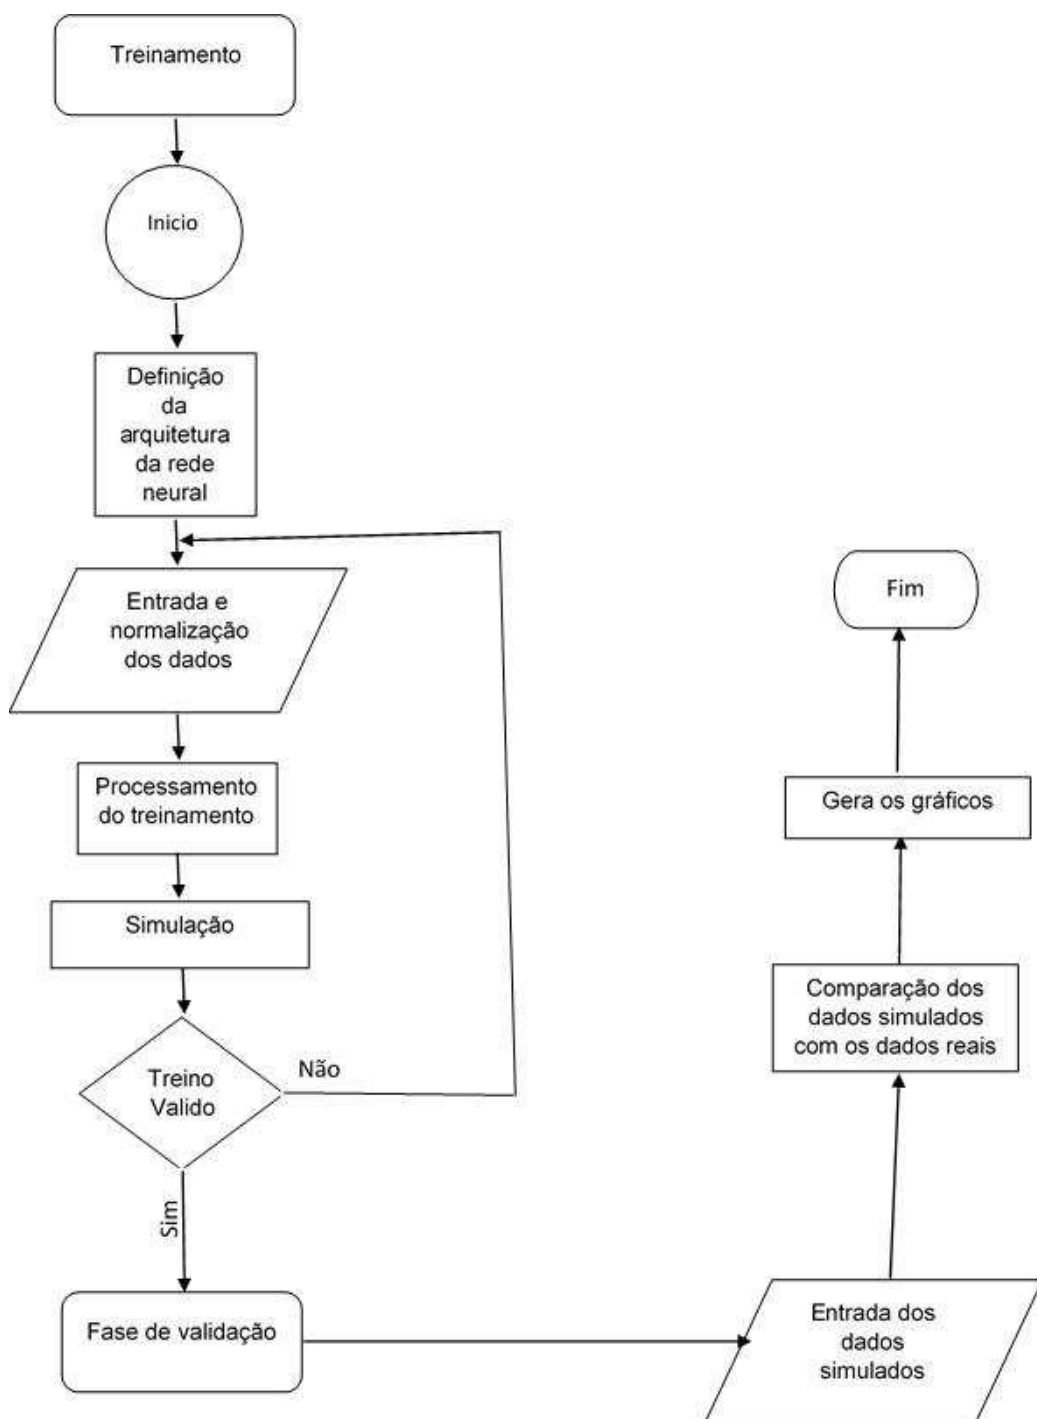 Treinamento
Inicio
Definição
da
arquitetura
da rede
neural
Entrada e
normalização
dos dados
Processamento
do treinamento
Simulação
Treino
Valido
Não
Sim
Fase de validação
Entrada dos
dados
simulados
Comparação dos
dados simulados
com os dados reais
Gera os gráficos
Fim